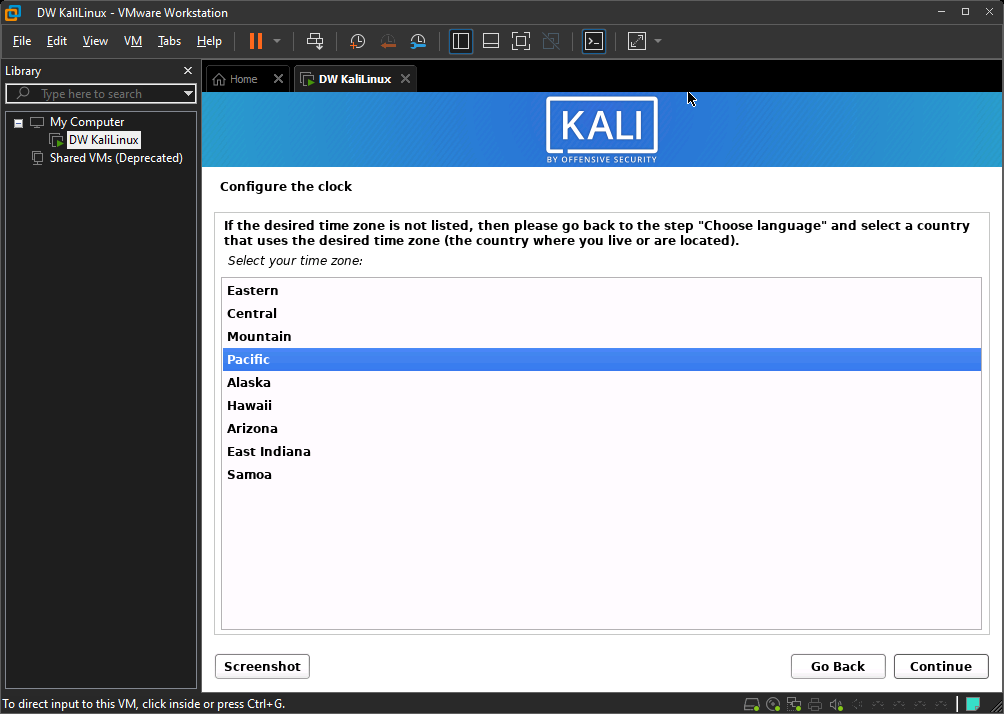 DW KaliLinux - VMware Workstation
File Edit View VM Tabs Help
Library
Type here to search
My Computer
DW KaliLinux
Shared VMs (Deprecated)
Home
DW KaliLinux
KALI
BY OFFENSIVE SECURITY
Configure the clock
If the desired time zone is not listed, then please go back to the step "Choose language" and select a country
that uses the desired time zone (the country where you live or are located).
Select your time zone:
Eastern
Central
Mountain
Pacific
Alaska
Hawaii
Arizona
East Indiana
Samoa
Screenshot
Go Back
Continue
To direct input to this VM, click inside or press Ctrl+G.